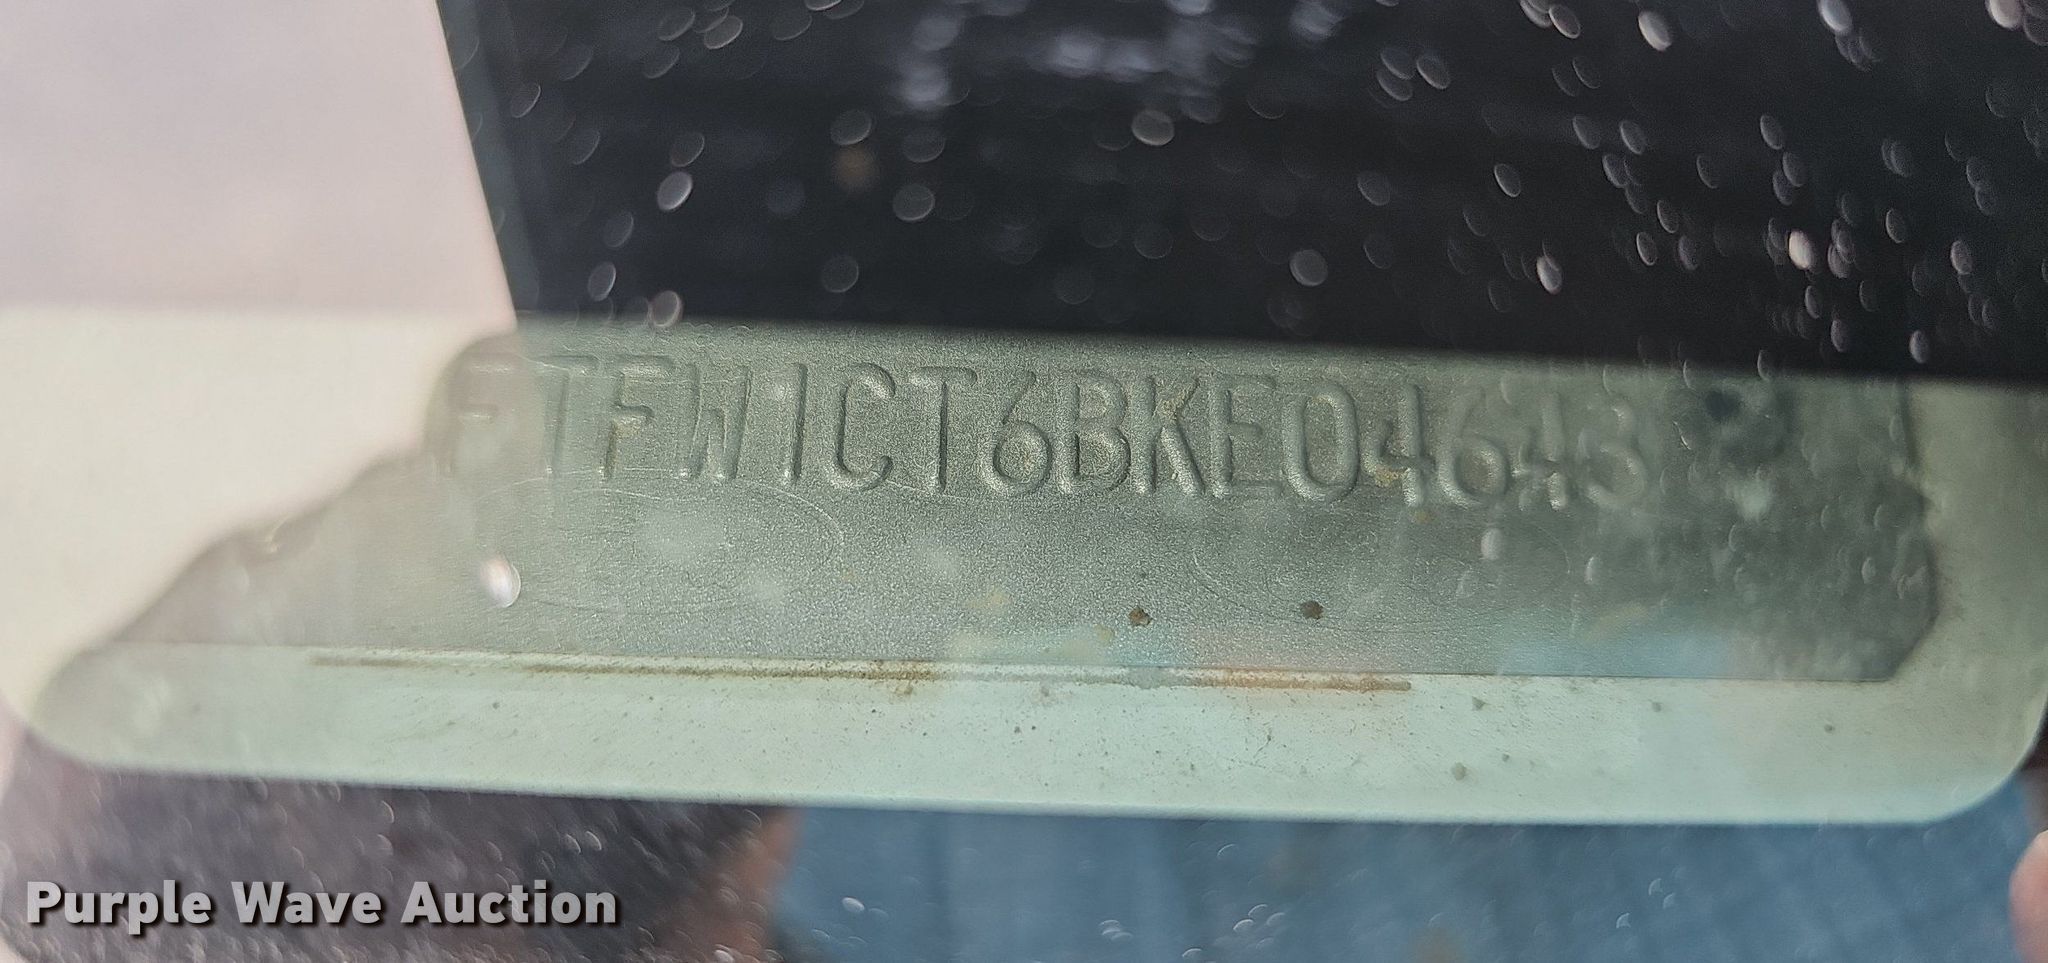 FTFW1CT6BKE04643
Purple Wave Auction